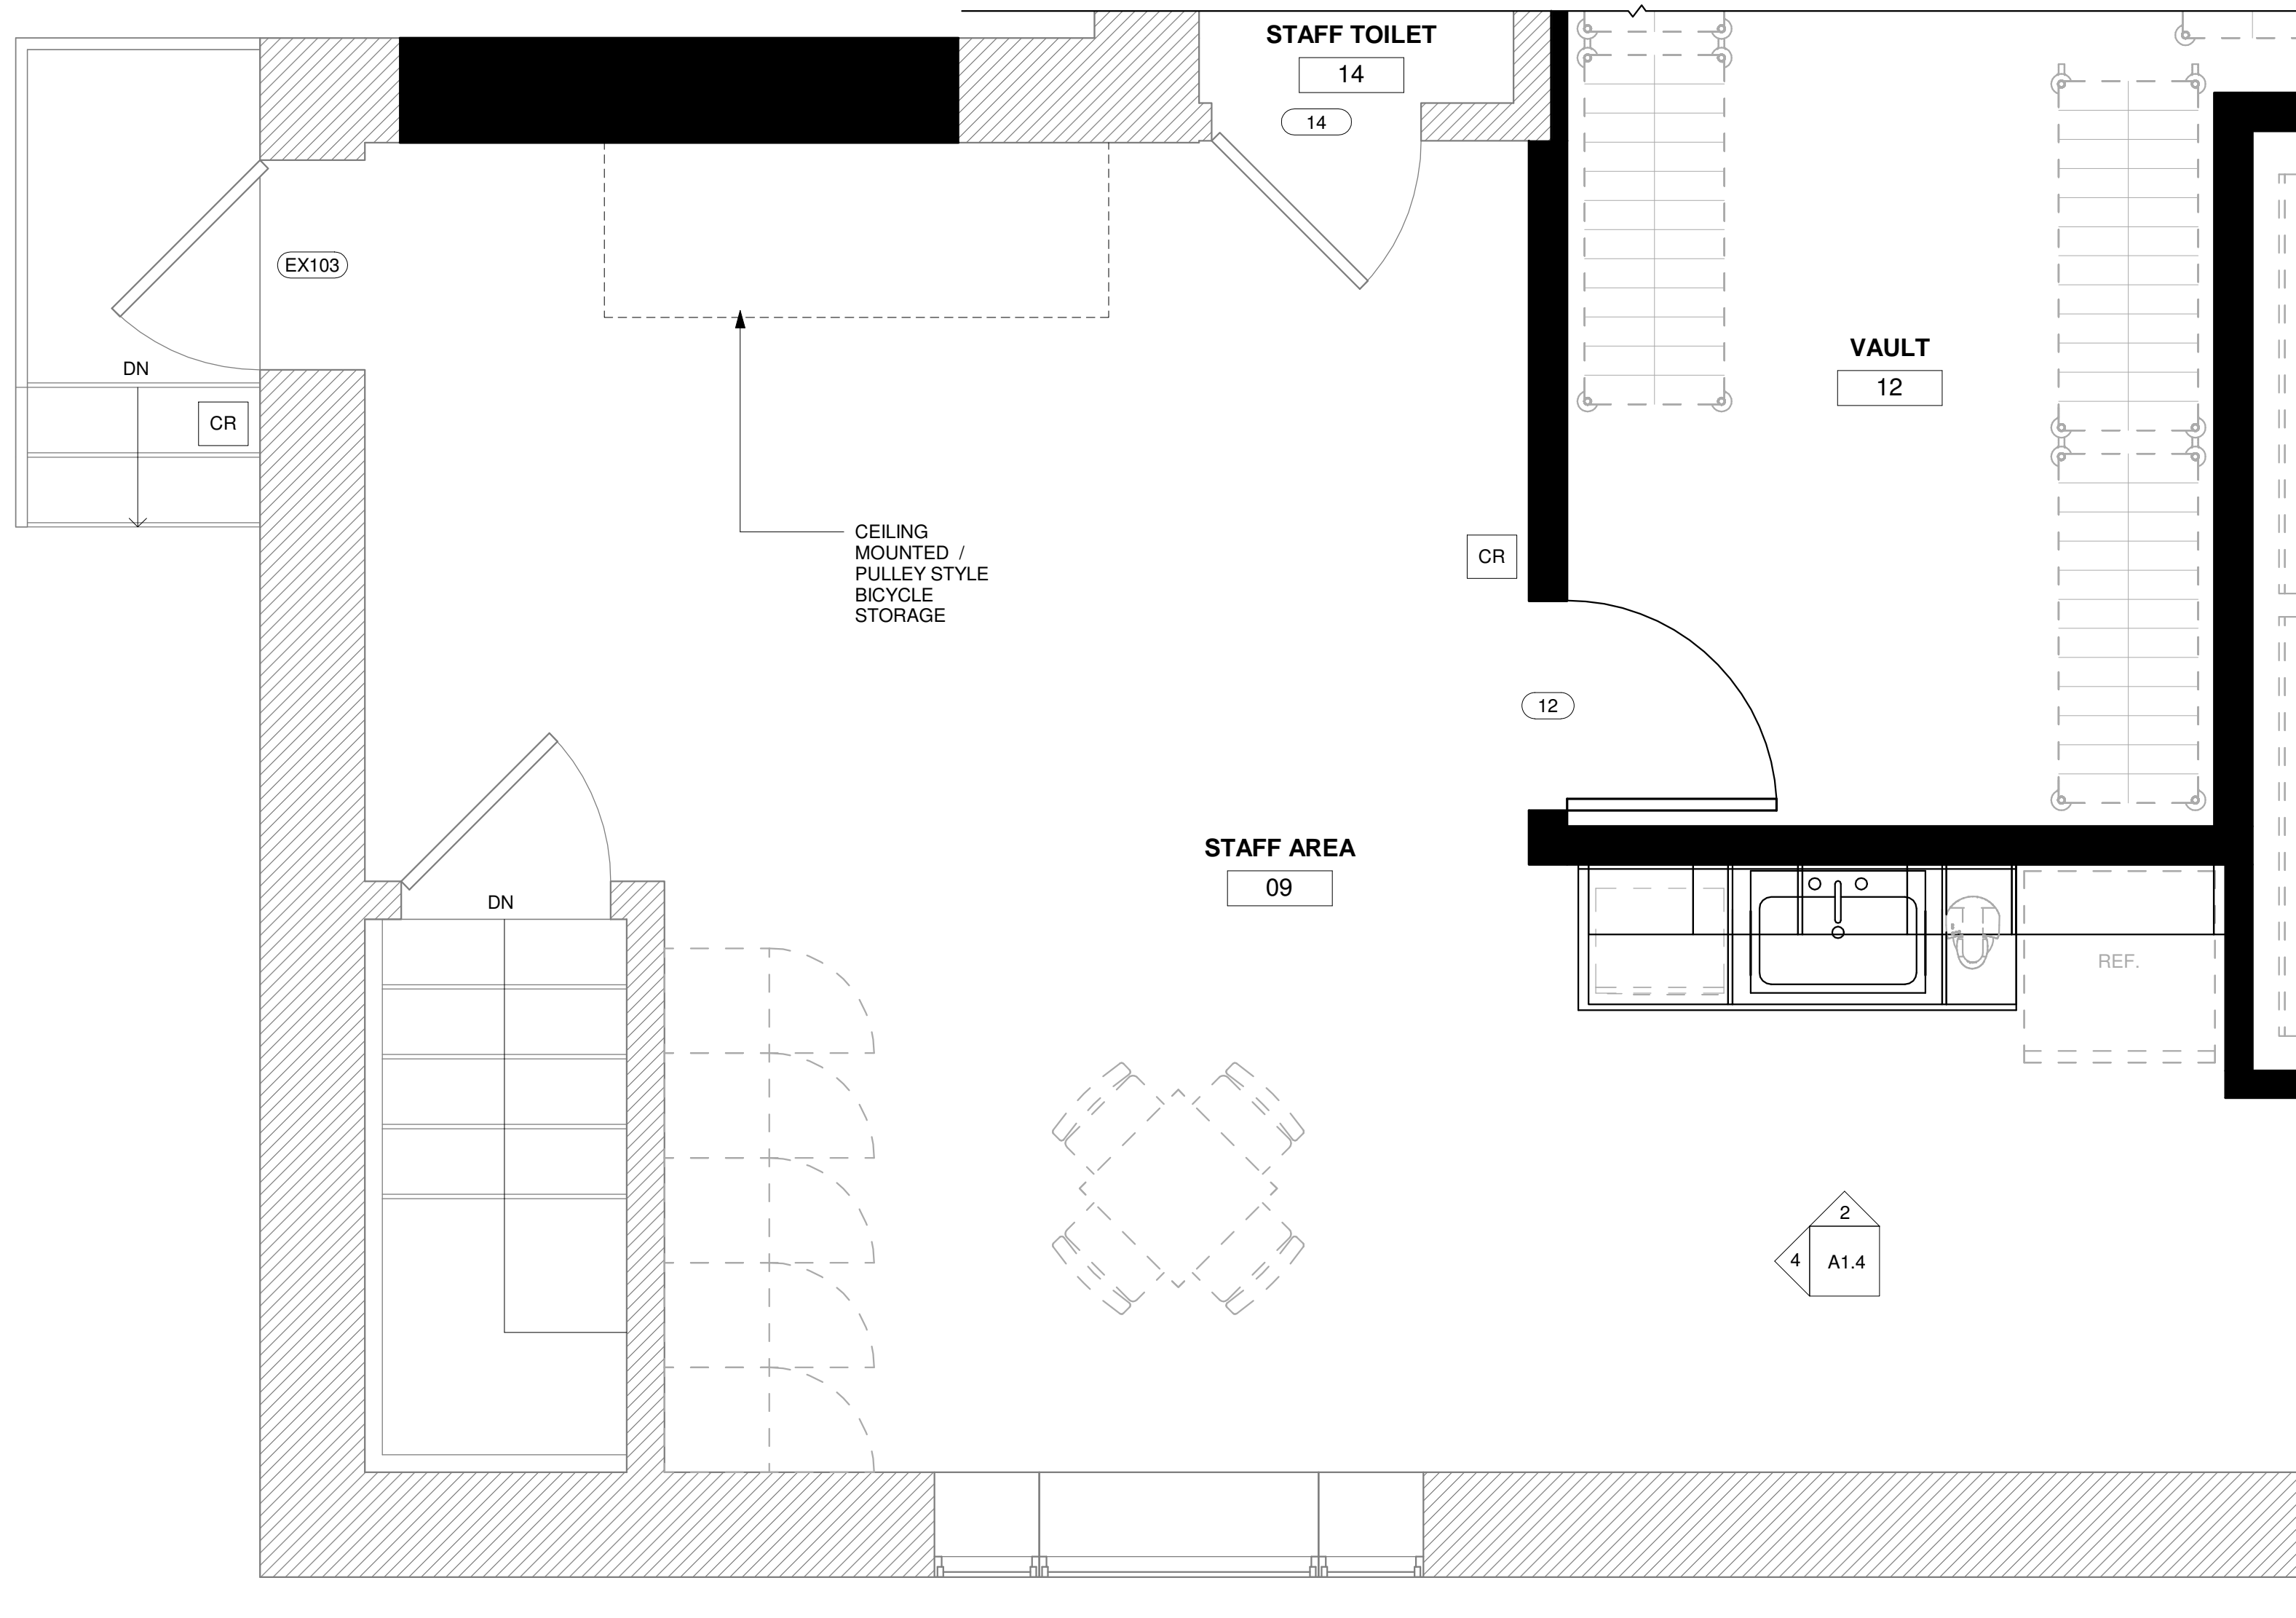 STAFF TOILET
14
14
EX103
VAULT
12
DN
CR
CEILING
MOUNTED /
PULLEY STYLE
BICYCLE
STORAGE
CR
12
STAFF AREA
09
DN
REF.
2
4
A1.4